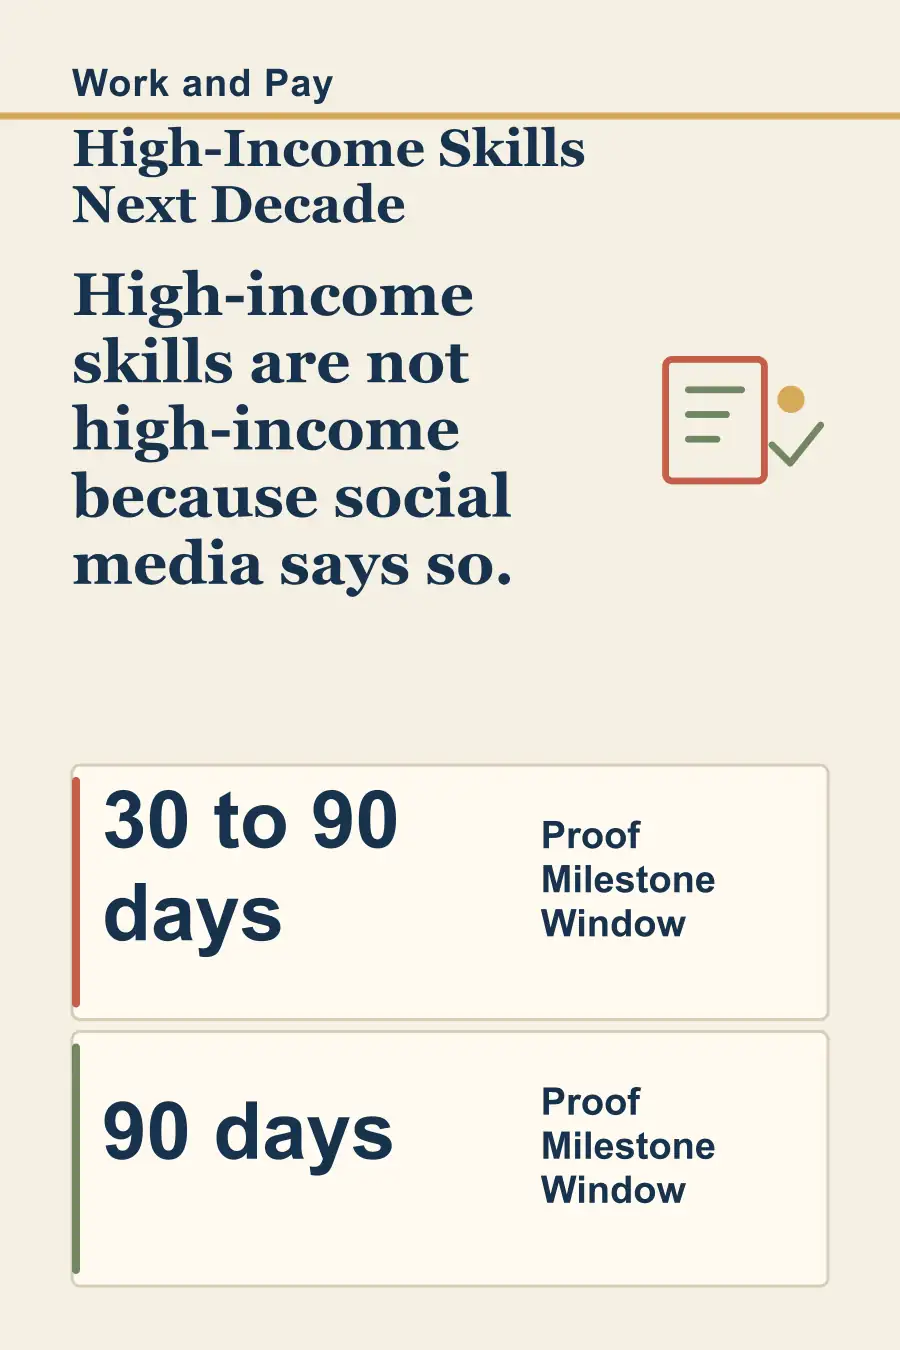 Work and Pay
High-Income Skills
Next Decade
High-income
skills are not
high-income
because social
media says so.
30 to 90
days
Proof
Milestone
Window
90 days
Proof
Milestone
Window